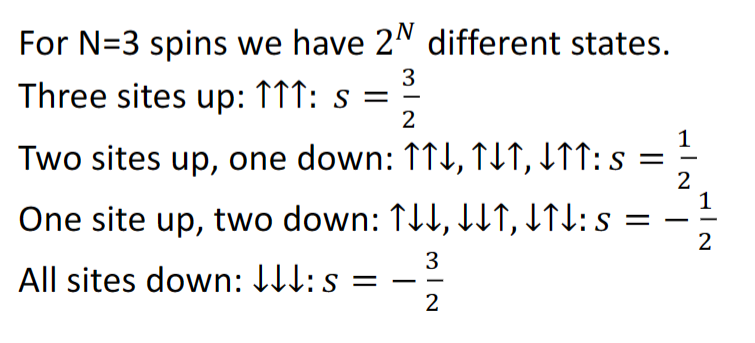 For N=3 spins we have 2^N different states.
Three sites up: ↑↑↑: s = 3/2
Two sites up, one down: ↑↑↓, ↑↓↑, ↓↑↑: s = 1/2
One site up, two down: ↑↓↓, ↓↓↑, ↓↑↓: s = − 1/2
All sites down: ↓↓↓: s = − 3/2